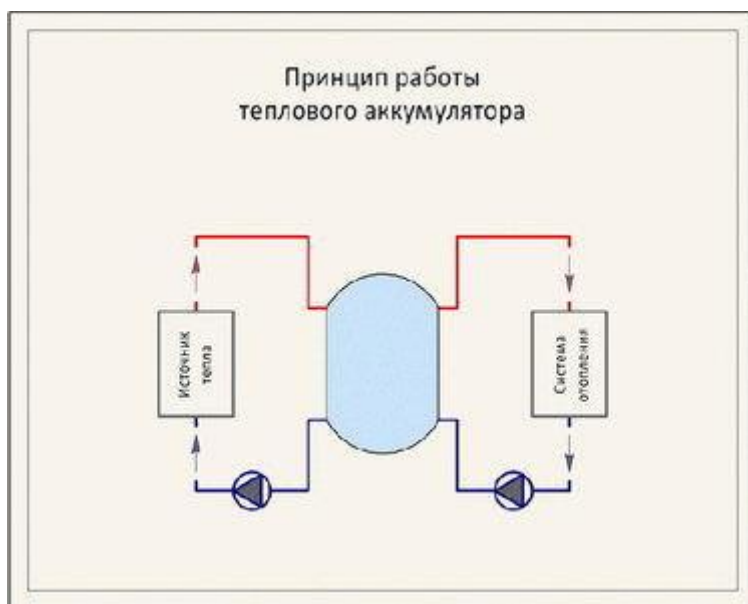 Принцип работы
теплового аккумулятора
Источник
тепла
Система
отопления